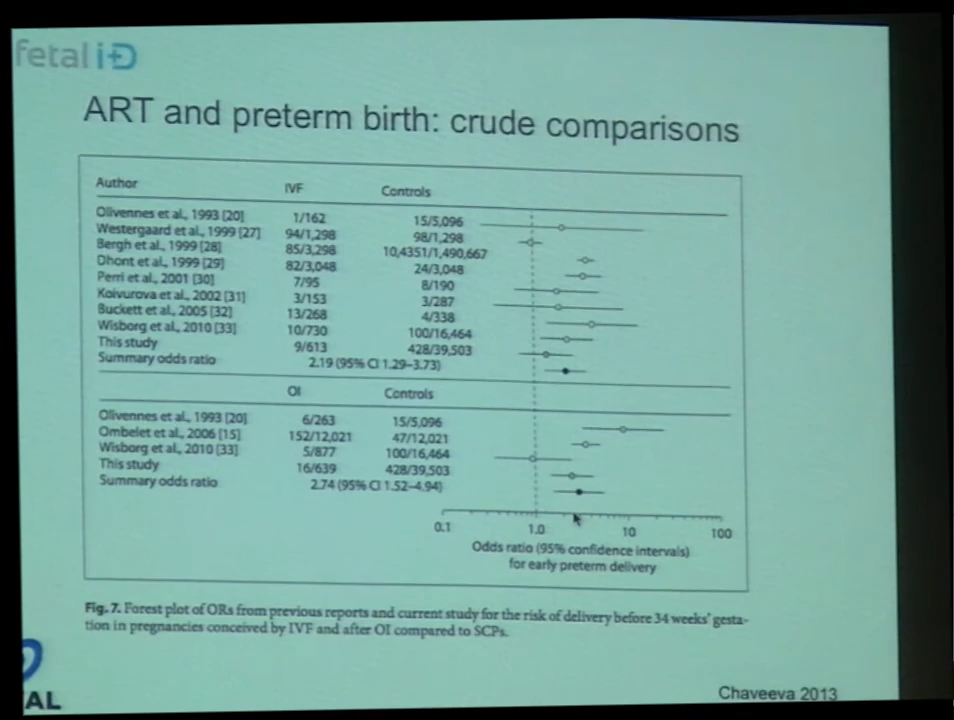 fetal iD
ART and preterm birth: crude comparisons
Author IVF Controls
Olivennes et al., 1993 [20] 1/162 15/5,096
Westergaard et al., 1999 [27] 94/1,298 98/1,298
Bergh et al., 1999 [28] 85/3,298 10,4351/1,490,667
Dhont et al., 1999 [29] 82/3,048 24/3,048
Perri et al., 2001 [30] 7/95 8/190
Koivurova et al., 2002 [31] 3/153 3/287
Buckett et al., 2005 [32] 13/268 4/338
Wisborg et al., 2010 [33] 10/730 100/16,464
This study 9/613 428/39,503
Summary odds ratio 2.19 (95% CI 1.29–3.73)
OI Controls
Olivennes et al., 1993 [20] 6/263 15/5,096
Ombelet et al., 2006 [15] 152/12,021 47/12,021
Wisborg et al., 2010 [33] 5/877 100/16,464
This study 16/639 428/39,503
Summary odds ratio 2.74 (95% CI 1.52–4.94)
0.1 1.0 10 100
Odds ratio (95% confidence intervals)
for early preterm delivery
Fig. 7. Forest plot of ORs from previous reports and current study for the risk of delivery before 34 weeks' gesta-
tion in pregnancies conceived by IVF and after OI compared to SCPs.
AL
Chaveeva 2013